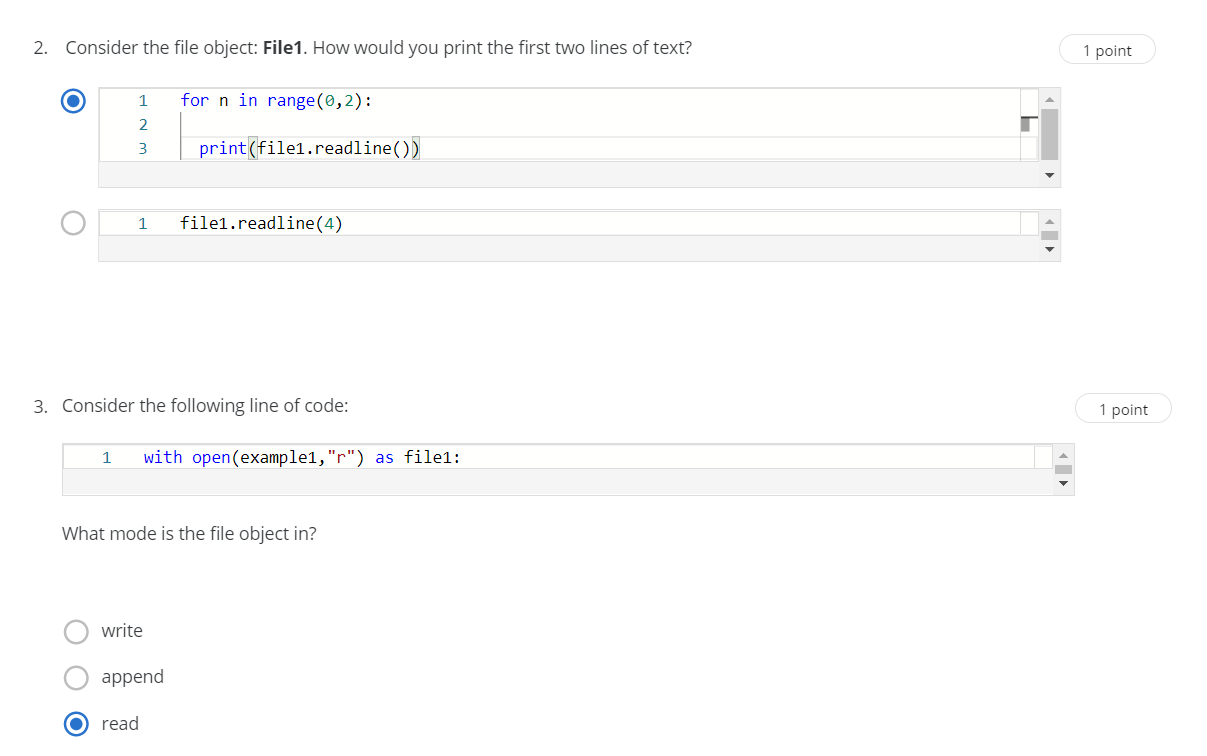 2. Consider the file object: File1. How would you print the first two lines of text?
1 point
1 for n in range(0,2):
2
3 print(file1.readline())
1 file1.readline(4)
3. Consider the following line of code:
1 point
1 with open(example1,"r") as file1:
What mode is the file object in?
write
append
read